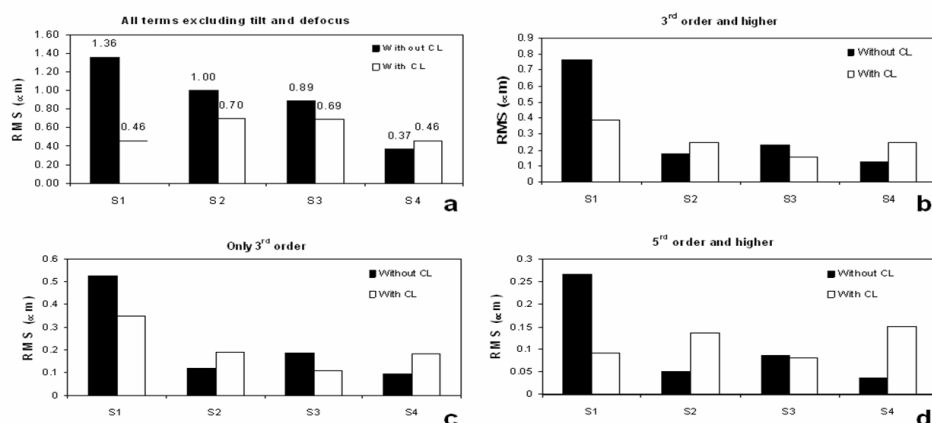 All terms excluding tilt and defocus
1.60
1.40
1.20
1.00
0.80
0.60
0.40
0.20
0.00
RMS (∝m)
1.36
0.46
1.00
0.70
0.89
0.69
0.37
0.46
Without CL
With CL
S1 S2 S3 S4
a
3rd order and higher
0.9
0.8
0.7
0.6
0.5
0.4
0.3
0.2
0.1
0
RMS (∝m)
Without CL
With CL
S1 S2 S3 S4
b
Only 3rd order
0.6
0.5
0.4
0.3
0.2
0.1
0
RMS (∝m)
Without CL
With CL
S1 S2 S3 S4
c
5rd order and higher
0.3
0.25
0.2
0.15
0.1
0.05
0
RMS (∝m)
Without CL
With CL
S1 S2 S3 S4
d